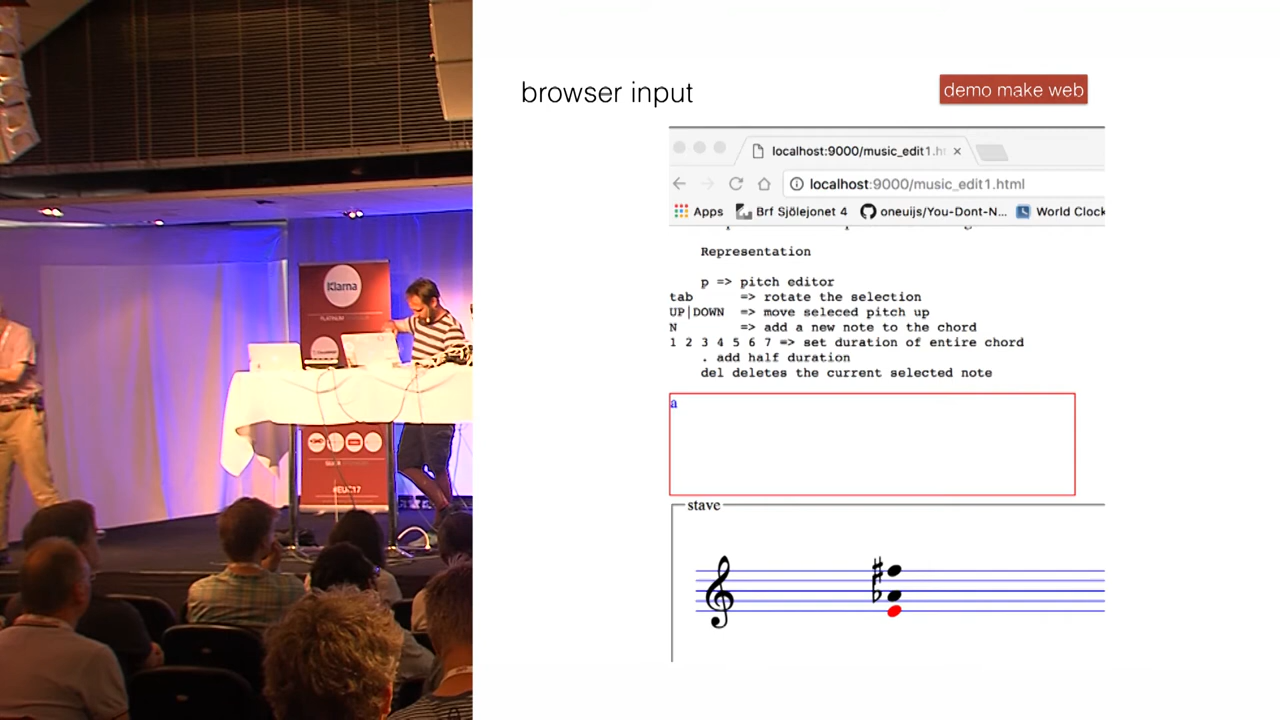 browser input
demo make web
localhost:9000/music_edit1.ht
localhost:9000/music_edit1.html
Apps
Brf Sjölejonet 4
oneuijs/You-Dont-N...
World Clock
Representation
p => pitch editor
tab => rotate the selection
UP|DOWN => move seleced pitch up
N => add a new note to the chord
1 2 3 4 5 6 7 => set duration of entire chord
. add half duration
del deletes the current selected note
a
stave
Klarna
PLATINUM